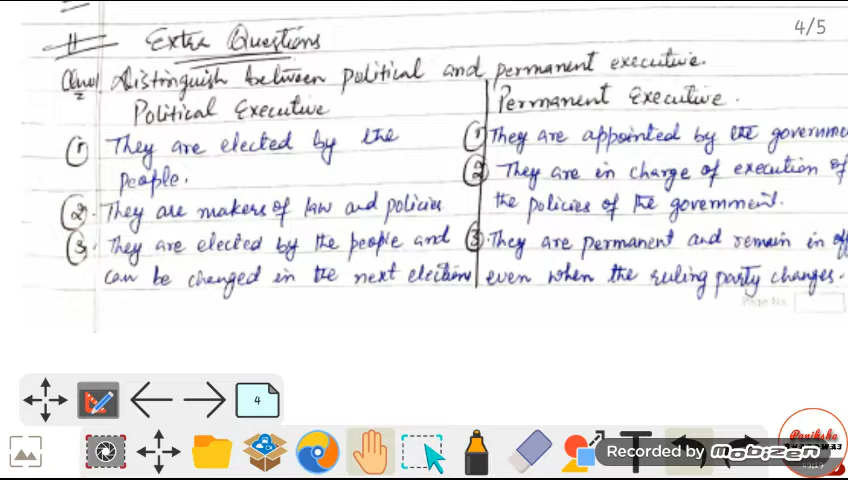 4/5
11 Extra Questions
Distinguish between political and permanent executive.
Political Executive
Permanent Executive.
① They are elected by the
people.
②. They are makers of law and policies
③. They are elected by the people and
can be changed in the next election
① They are appointed by the governme
② They are in charge of execution of
the policies of the government.
③. They are permanent and remain in off
even when the ruling party changes.
Page No.
4
T
Recorded by mobizen